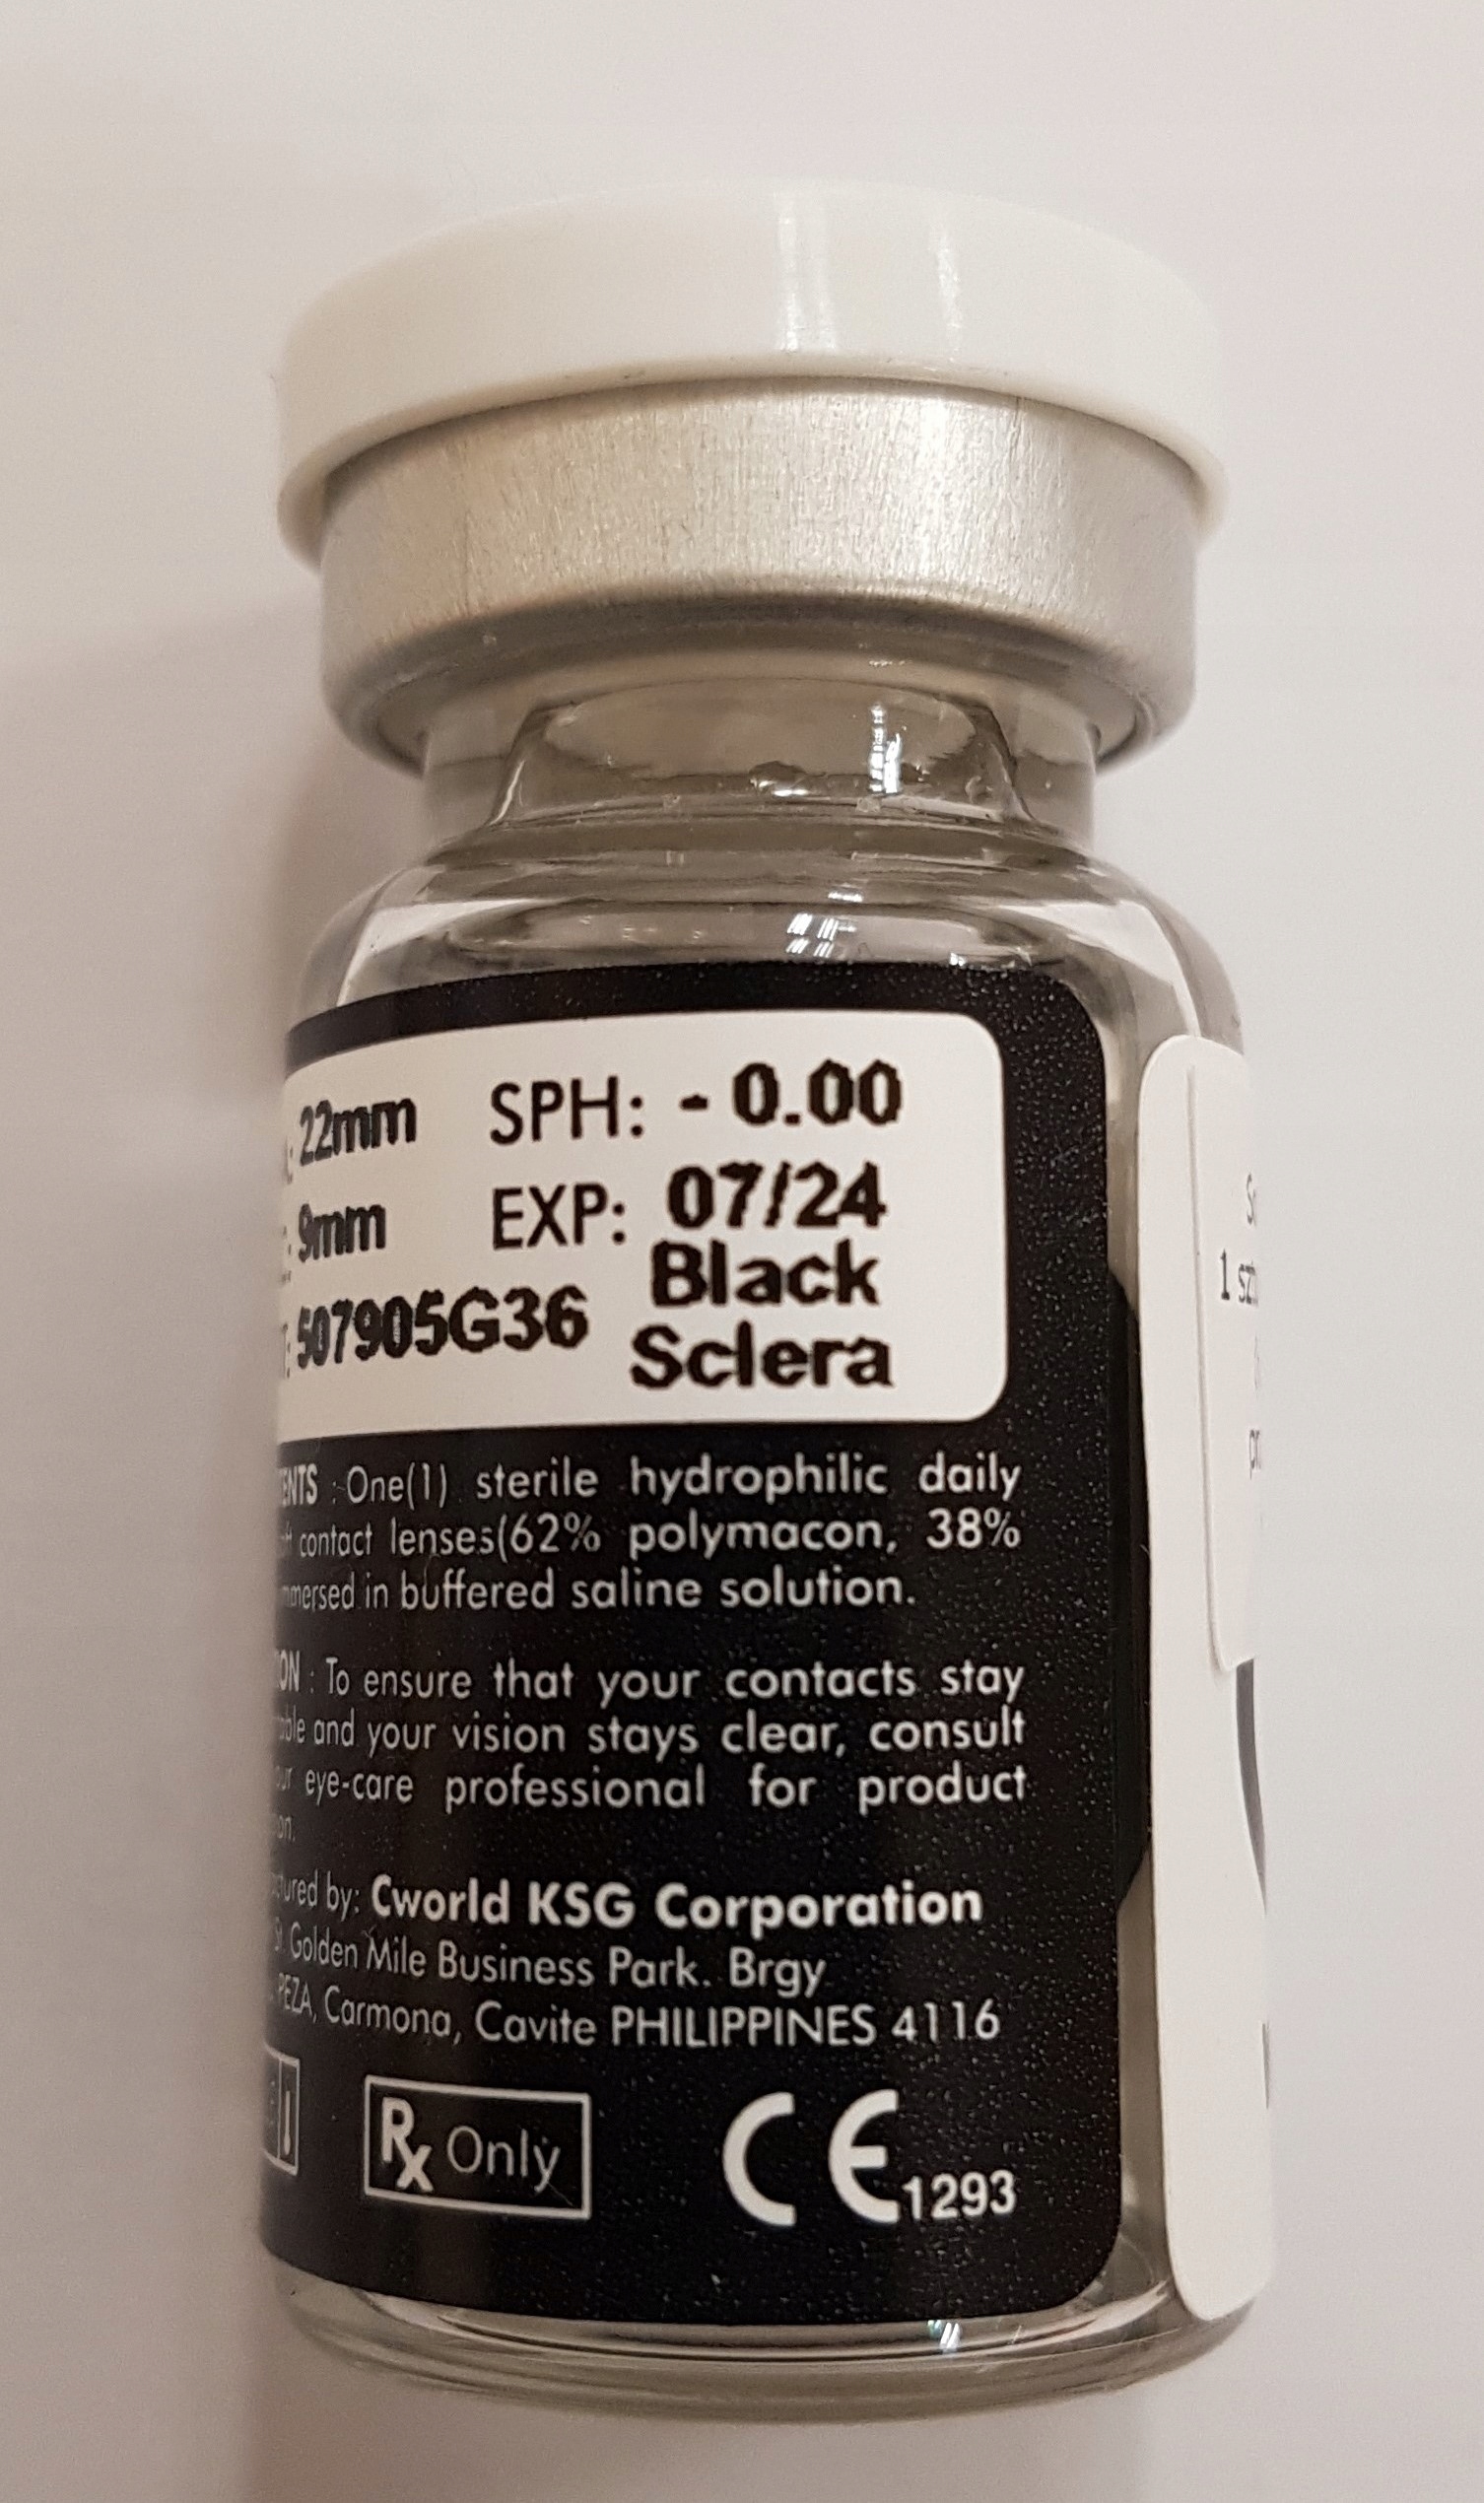 22mm SPH: - 0.00
9mm EXP: 07/24
507905G36 Black
Sclera
: One(1) sterile hydrophilic daily
contact lenses(62% polymacon, 38%
in buffered saline solution.
: To ensure that your contacts stay
and your vision stays clear, consult
eye-care professional for product
by: Cworld KSG Corporation
St. Golden Mile Business Park. Brgy
PEZA, Carmona, Cavite PHILIPPINES 4116
Rx Only CE 1293
1